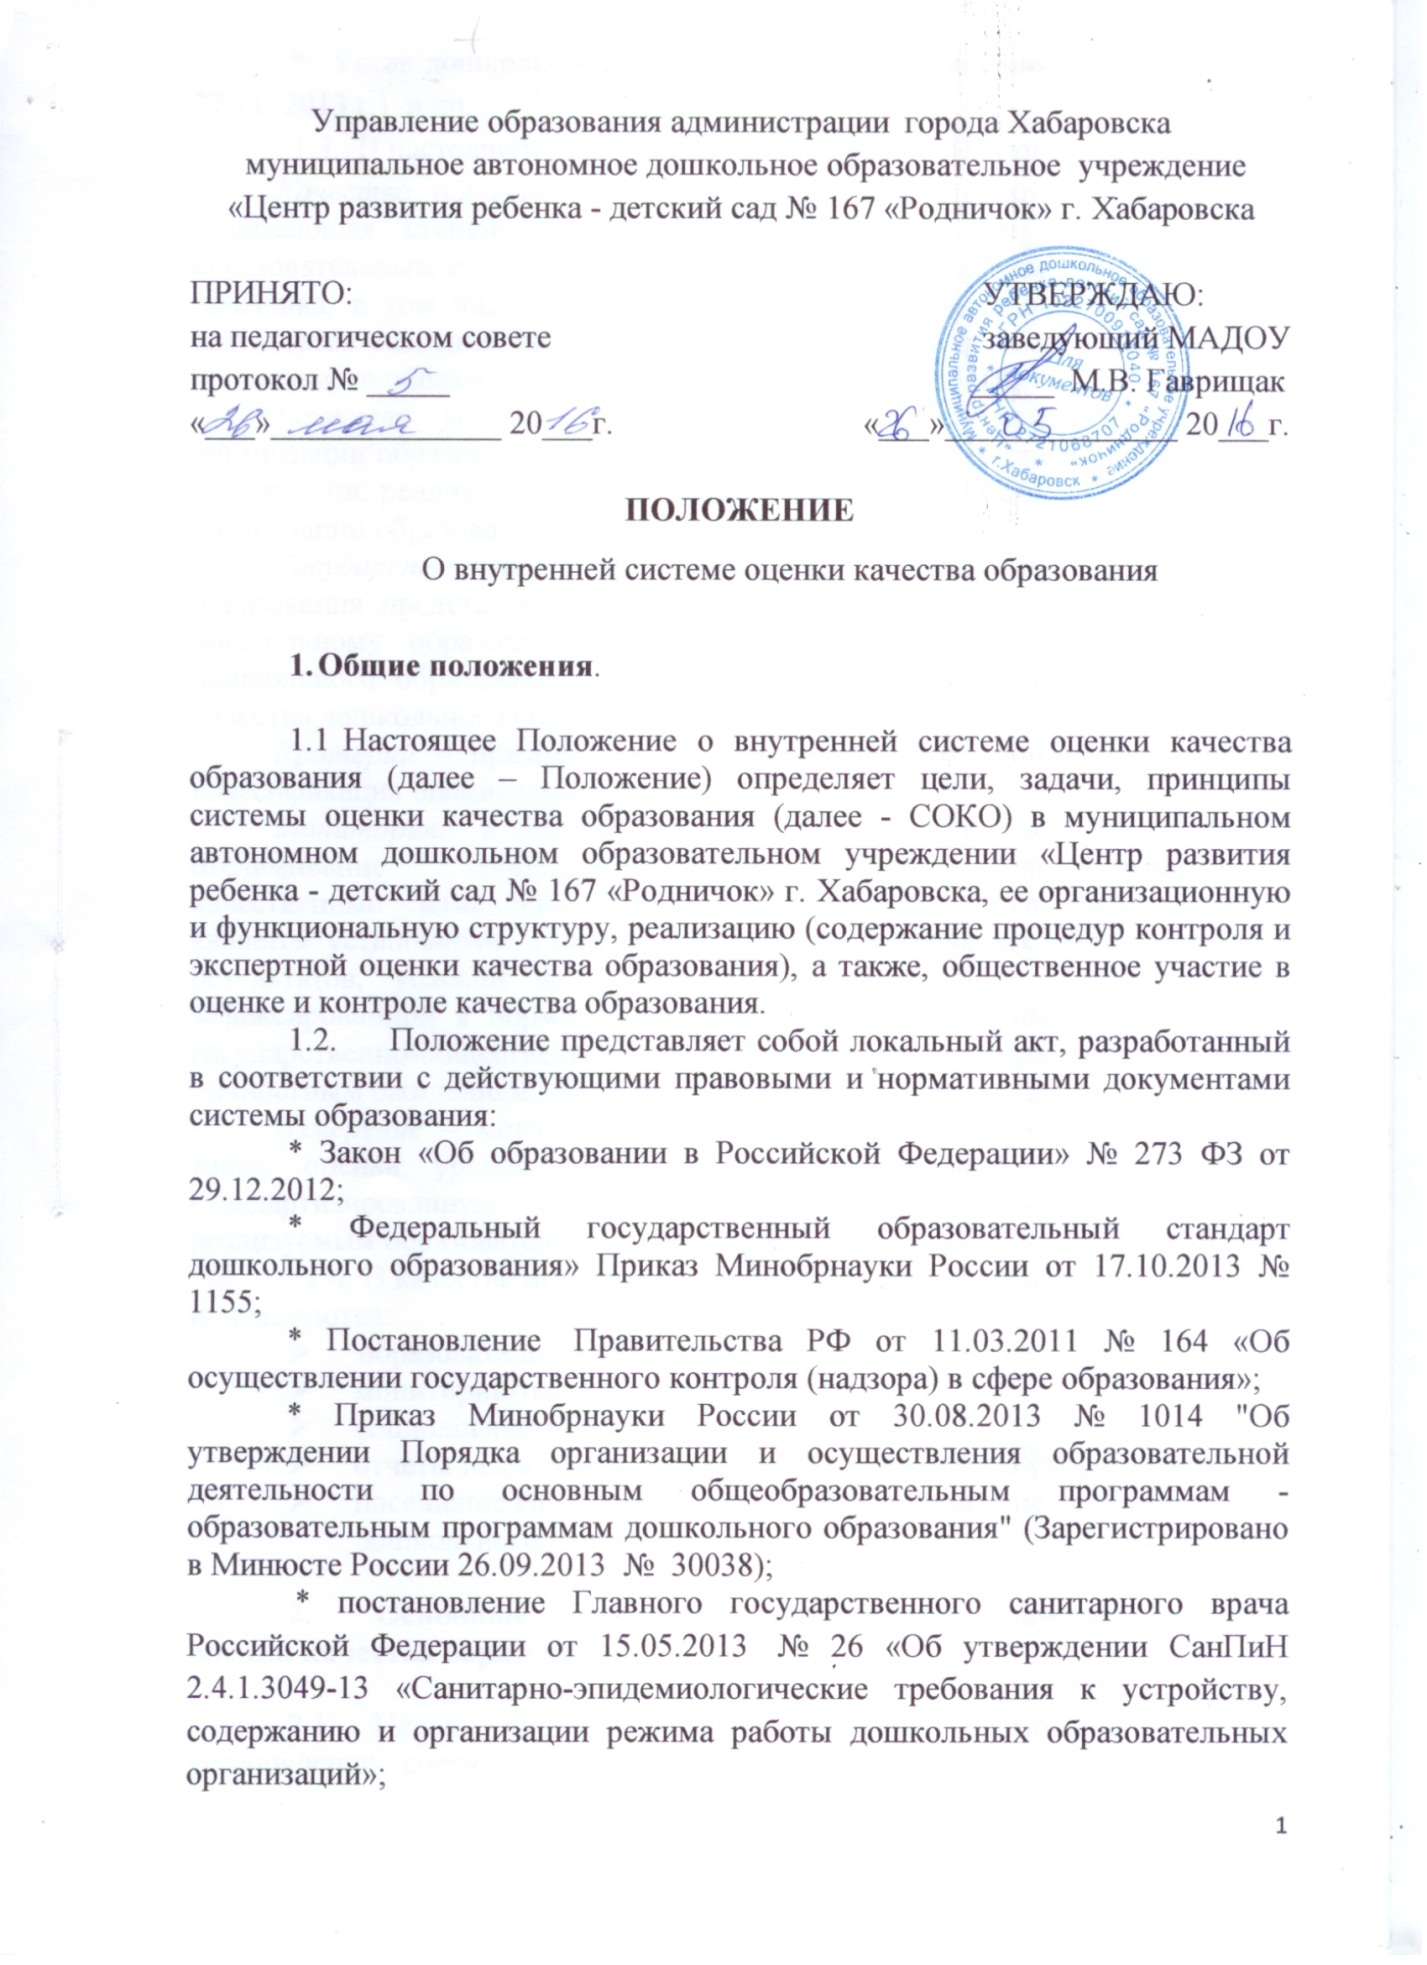 Управление образования администрации города Хабаровска
муниципальное автономное дошкольное образовательное учреждение
«Центр развития ребенка - детский сад № 167 «Родничок» г. Хабаровска
ПРИНЯТО:
на педагогическом совете
протокол № 5
«26» мая 2016г.
УТВЕРЖДАЮ:
заведующий МАДОУ
М.В. Гаврищак
«26» 05 2016 г.
Муниципальное автономное дошкольное образовательное учреждение
* г.Хабаровск *
Для
документов
ПОЛОЖЕНИЕ
О внутренней системе оценки качества образования
1. Общие положения.
1.1 Настоящее Положение о внутренней системе оценки качества
образования (далее – Положение) определяет цели, задачи, принципы
системы оценки качества образования (далее - СОКО) в муниципальном
автономном дошкольном образовательном учреждении «Центр развития
ребенка - детский сад № 167 «Родничок» г. Хабаровска, ее организационную
и функциональную структуру, реализацию (содержание процедур контроля и
экспертной оценки качества образования), а также, общественное участие в
оценке и контроле качества образования.
1.2. Положение представляет собой локальный акт, разработанный
в соответствии с действующими правовыми и нормативными документами
системы образования:
* Закон «Об образовании в Российской Федерации» № 273 ФЗ от
29.12.2012;
* Федеральный государственный образовательный стандарт
дошкольного образования» Приказ Минобрнауки России от 17.10.2013 №
1155;
* Постановление Правительства РФ от 11.03.2011 № 164 «Об
осуществлении государственного контроля (надзора) в сфере образования»;
* Приказ Минобрнауки России от 30.08.2013 № 1014 "Об
утверждении Порядка организации и осуществления образовательной
деятельности по основным общеобразовательным программам -
образовательным программам дошкольного образования" (Зарегистрировано
в Минюсте России 26.09.2013 № 30038);
* постановление Главного государственного санитарного врача
Российской Федерации от 15.05.2013 № 26 «Об утверждении СанПиН
2.4.1.3049-13 «Санитарно-эпидемиологические требования к устройству,
содержанию и организации режима работы дошкольных образовательных
организаций»;
1